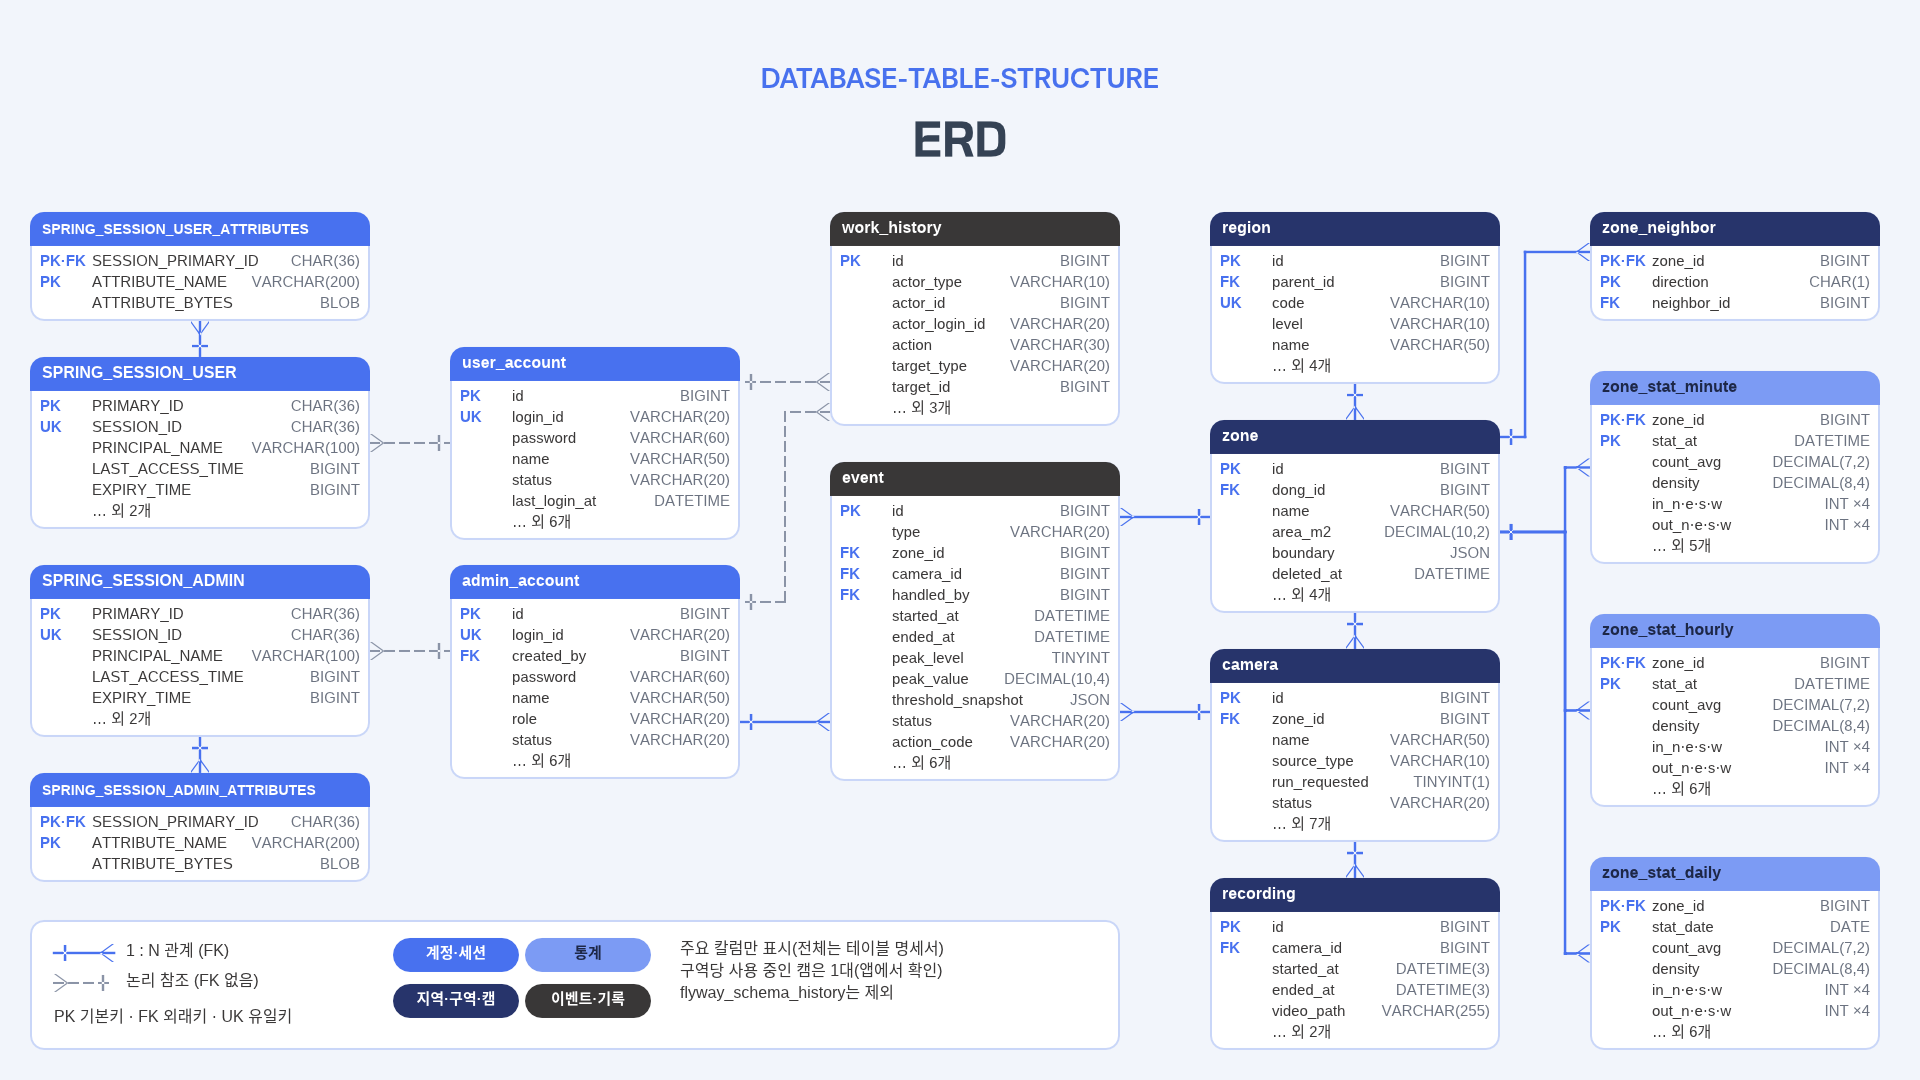 DATABASE-TABLE-STRUCTURE
ERD
SPRING_SESSION_USER_ATTRIBUTES
PK·FK SESSION_PRIMARY_ID CHAR(36)
PK ATTRIBUTE_NAME VARCHAR(200)
ATTRIBUTE_BYTES BLOB
SPRING_SESSION_USER
PK PRIMARY_ID CHAR(36)
UK SESSION_ID CHAR(36)
PRINCIPAL_NAME VARCHAR(100)
LAST_ACCESS_TIME BIGINT
EXPIRY_TIME BIGINT
... 외 2개
SPRING_SESSION_ADMIN
PK PRIMARY_ID CHAR(36)
UK SESSION_ID CHAR(36)
PRINCIPAL_NAME VARCHAR(100)
LAST_ACCESS_TIME BIGINT
EXPIRY_TIME BIGINT
... 외 2개
SPRING_SESSION_ADMIN_ATTRIBUTES
PK·FK SESSION_PRIMARY_ID CHAR(36)
PK ATTRIBUTE_NAME VARCHAR(200)
ATTRIBUTE_BYTES BLOB
user_account
PK id BIGINT
UK login_id VARCHAR(20)
password VARCHAR(60)
name VARCHAR(50)
status VARCHAR(20)
last_login_at DATETIME
... 외 6개
admin_account
PK id BIGINT
UK login_id VARCHAR(20)
FK created_by BIGINT
password VARCHAR(60)
name VARCHAR(50)
role VARCHAR(20)
status VARCHAR(20)
... 외 6개
work_history
PK id BIGINT
actor_type VARCHAR(10)
actor_id BIGINT
actor_login_id VARCHAR(20)
action VARCHAR(30)
target_type VARCHAR(20)
target_id BIGINT
... 외 3개
event
PK id BIGINT
type VARCHAR(20)
FK zone_id BIGINT
FK camera_id BIGINT
FK handled_by BIGINT
started_at DATETIME
ended_at DATETIME
peak_level TINYINT
peak_value DECIMAL(10,4)
threshold_snapshot JSON
status VARCHAR(20)
action_code VARCHAR(20)
... 외 6개
region
PK id BIGINT
FK parent_id BIGINT
UK code VARCHAR(10)
level VARCHAR(10)
name VARCHAR(50)
... 외 4개
zone
PK id BIGINT
FK dong_id BIGINT
name VARCHAR(50)
area_m2 DECIMAL(10,2)
boundary JSON
deleted_at DATETIME
... 외 4개
camera
PK id BIGINT
FK zone_id BIGINT
name VARCHAR(50)
source_type VARCHAR(10)
run_requested TINYINT(1)
status VARCHAR(20)
... 외 7개
recording
PK id BIGINT
FK camera_id BIGINT
started_at DATETIME(3)
ended_at DATETIME(3)
video_path VARCHAR(255)
... 외 2개
zone_neighbor
PK·FK zone_id BIGINT
PK direction CHAR(1)
FK neighbor_id BIGINT
zone_stat_minute
PK·FK zone_id BIGINT
PK stat_at DATETIME
count_avg DECIMAL(7,2)
density DECIMAL(8,4)
in_n·e·s·w INT ×4
out_n·e·s·w INT ×4
... 외 5개
zone_stat_hourly
PK·FK zone_id BIGINT
PK stat_at DATETIME
count_avg DECIMAL(7,2)
density DECIMAL(8,4)
in_n·e·s·w INT ×4
out_n·e·s·w INT ×4
... 외 6개
zone_stat_daily
PK·FK zone_id BIGINT
PK stat_date DATE
count_avg DECIMAL(7,2)
density DECIMAL(8,4)
in_n·e·s·w INT ×4
out_n·e·s·w INT ×4
... 외 6개
1 : N 관계 (FK)
논리 참조 (FK 없음)
PK 기본키 · FK 외래키 · UK 유일키
계정·세션
통계
지역·구역·캠
이벤트·기록
주요 칼럼만 표시(전체는 테이블 명세서)
구역당 사용 중인 캠은 1대(앱에서 확인)
flyway_schema_history는 제외